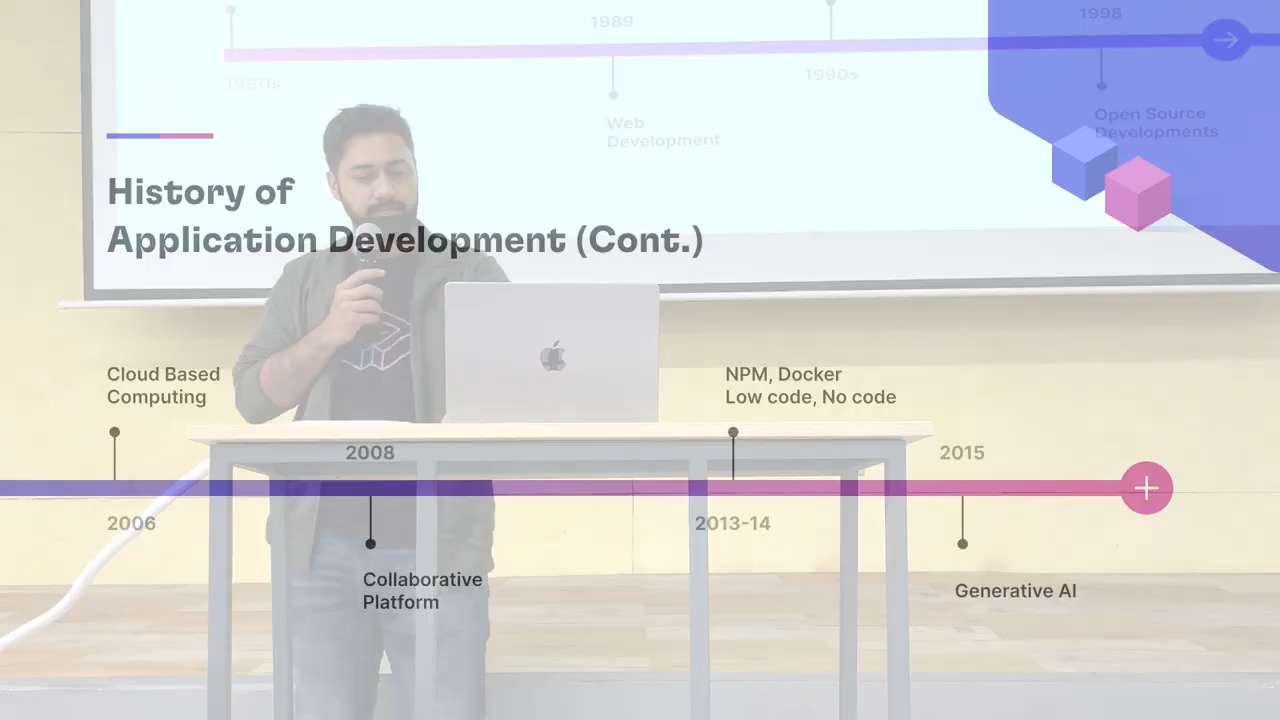 1989
1998
1980s
1990s
Web
Development
Open Source
Developments
History of
Application Development (Cont.)
Cloud Based
Computing
NPM, Docker
Low code, No code
2008
2015
2006
2013-14
Collaborative
Platform
Generative AI